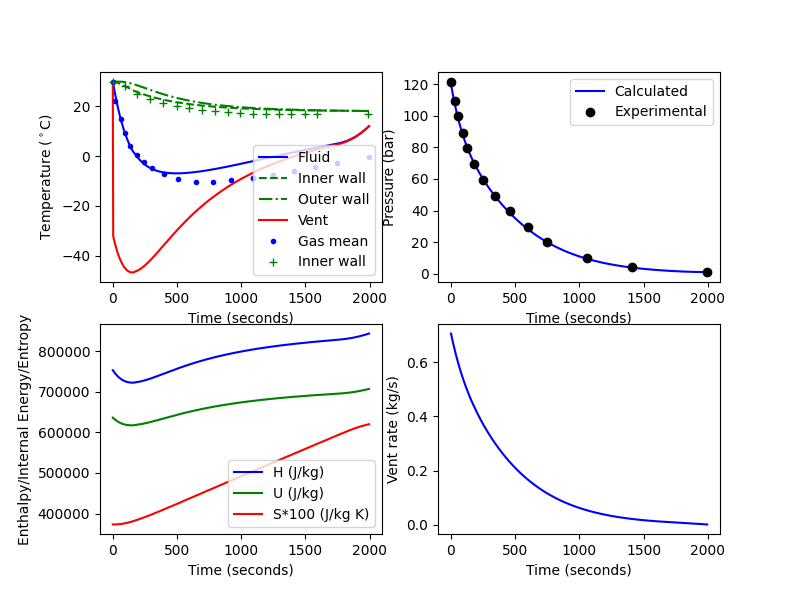 Temperature (°C)
20
0
−20
−40
Fluid
Inner wall
Outer wall
Vent
Gas mean
Inner wall
0
500
1000
1500
2000
Time (seconds)
Pressure (bar)
120
100
80
60
40
20
0
Calculated
Experimental
0
500
1000
1500
2000
Time (seconds)
Enthalpy/Internal Energy/Entropy
800000
700000
600000
500000
400000
H (J/kg)
U (J/kg)
S*100 (J/kg K)
0
500
1000
1500
2000
Time (seconds)
Vent rate (kg/s)
0.6
0.4
0.2
0.0
0
500
1000
1500
2000
Time (seconds)